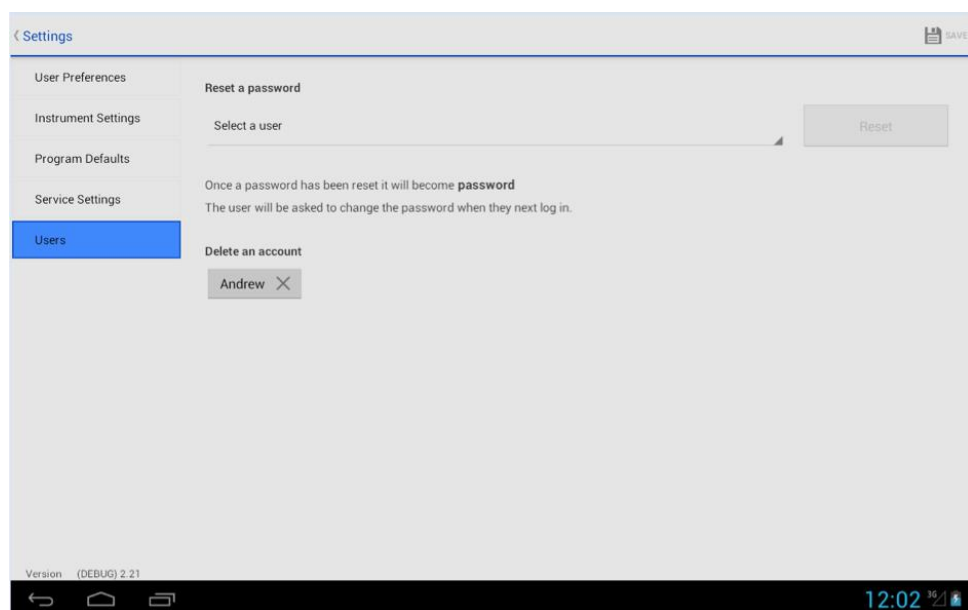 Settings
SAVE
User Preferences
Instrument Settings
Program Defaults
Service Settings
Users
Reset a password
Select a user
Reset
Once a password has been reset it will become password
The user will be asked to change the password when they next log in.
Delete an account
Andrew
Version (DEBUG) 2.21
12:02 3G